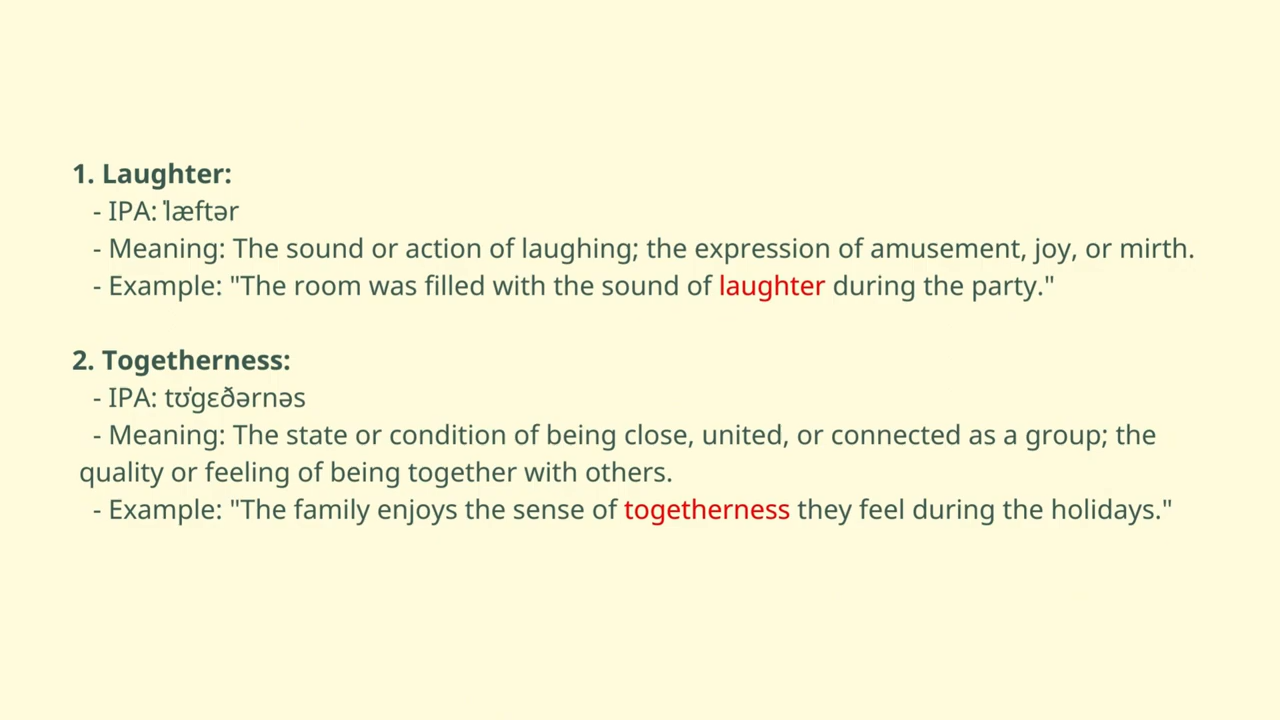 1. Laughter:
- IPA: ˈlæftər
- Meaning: The sound or action of laughing; the expression of amusement, joy, or mirth.
- Example: "The room was filled with the sound of laughter during the party."
2. Togetherness:
- IPA: tʊˈɡɛðərnəs
- Meaning: The state or condition of being close, united, or connected as a group; the
quality or feeling of being together with others.
- Example: "The family enjoys the sense of togetherness they feel during the holidays."